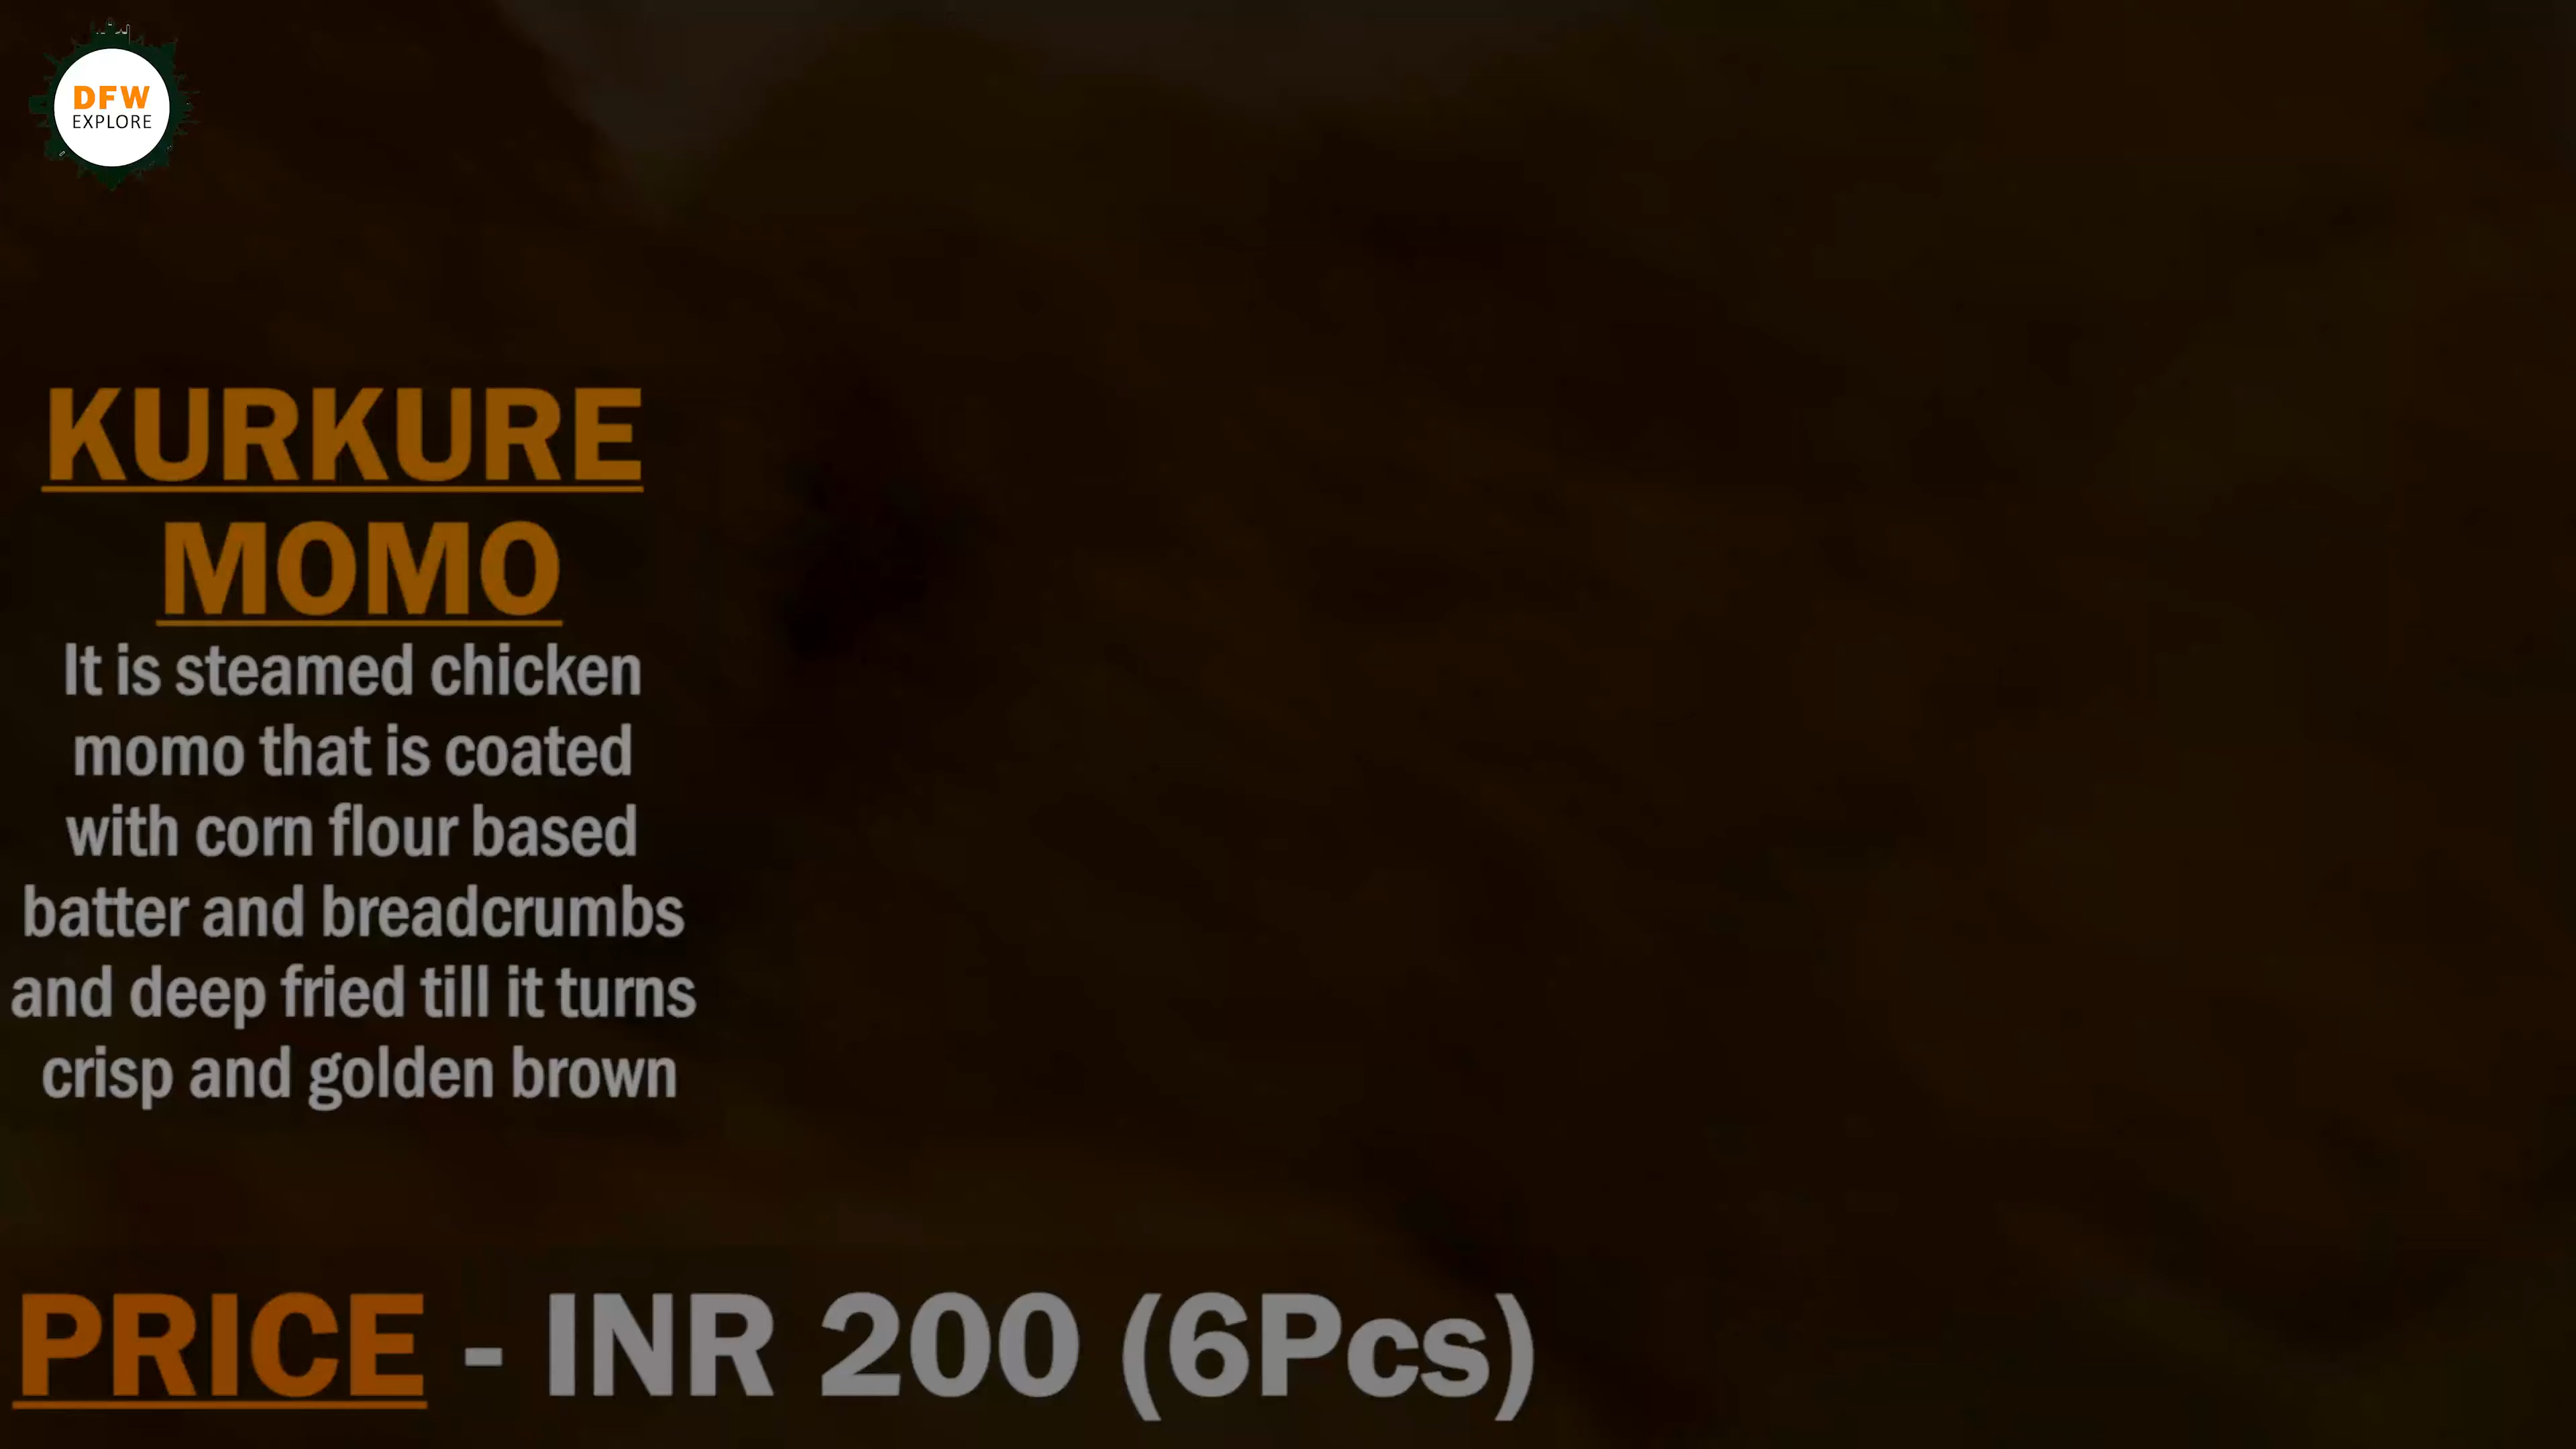 DFW
EXPLORE
KURKURE
MOMO
It is steamed chicken
momo that is coated
with corn flour based
batter and breadcrumbs
and deep fried till it turns
crisp and golden brown
PRICE - INR 200 (6Pcs)